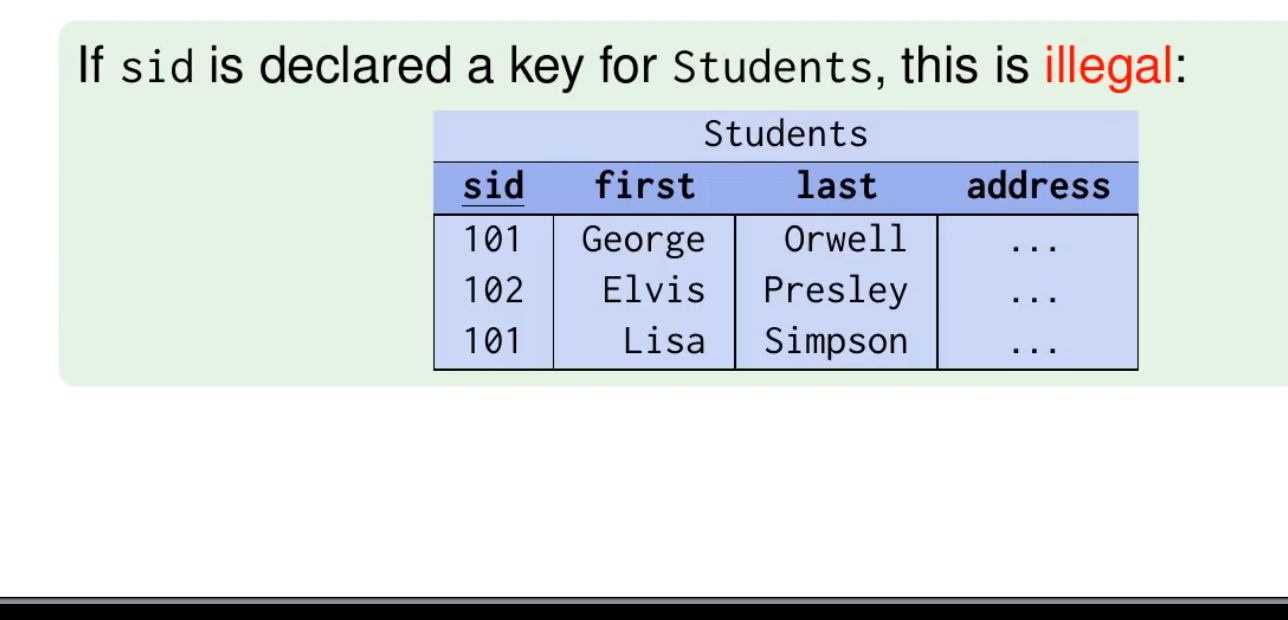 If sid is declared a key for Students, this is illegal:
Students
sid first last address
101 George Orwell ...
102 Elvis Presley ...
101 Lisa Simpson ...